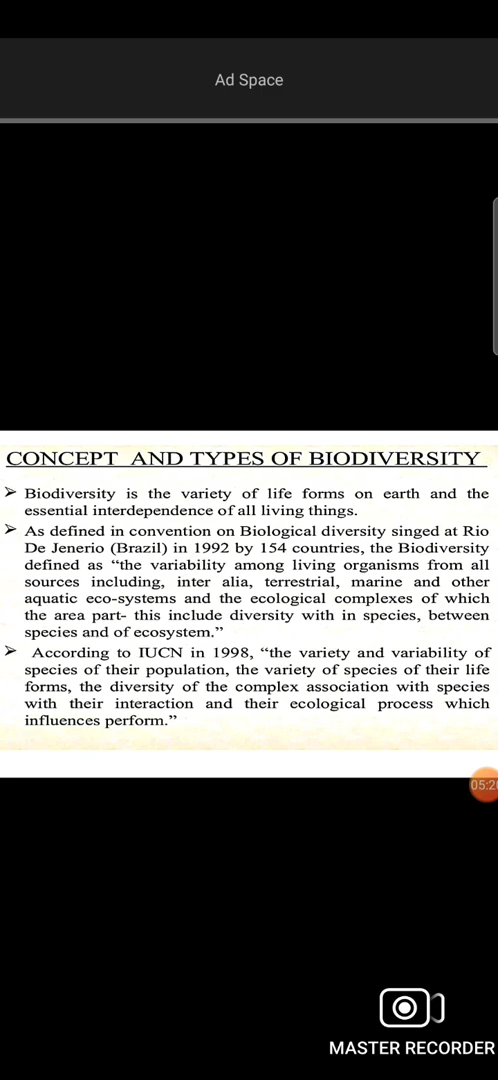 Ad Space
CONCEPT AND TYPES OF BIODIVERSITY
➢ Biodiversity is the variety of life forms on earth and the
essential interdependence of all living things.
➢ As defined in convention on Biological diversity singed at Rio
De Jenerio (Brazil) in 1992 by 154 countries, the Biodiversity
defined as “the variability among living organisms from all
sources including, inter alia, terrestrial, marine and other
aquatic eco-systems and the ecological complexes of which
the area part- this include diversity with in species, between
species and of ecosystem.”
➢ According to IUCN in 1998, “the variety and variability of
species of their population, the variety of species of their life
forms, the diversity of the complex association with species
with their interaction and their ecological process which
influences perform.”
MASTER RECORDER